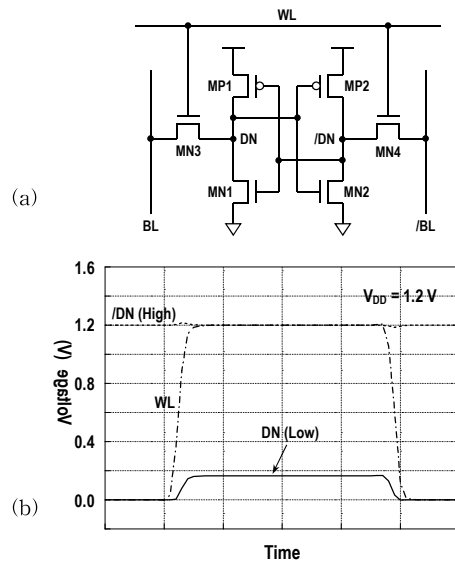 WL
MP1
MP2
DN
/DN
MN3
MN4
MN1
MN2
BL
/BL
(a)
1.6
VDD = 1.2 V
/DN (High)
1.2
Voltage (V)
0.8
WL
0.4
DN (Low)
0.0
(b)
Time